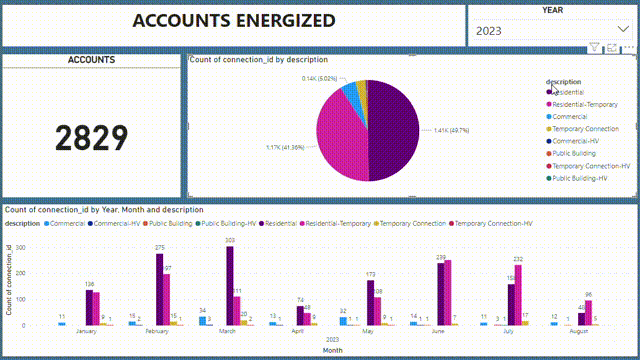 ACCOUNTS ENERGIZED
YEAR
2023
ACCOUNTS
2829
Count of connection_id by description
0.14K (5.02%)
1.17K (41.36%)
1.41K (49.7%)
description
Residential
Residential-Temporary
Commercial
Temporary Connection
Commercial-HV
Public Building
Temporary Connection-HV
Public Building-HV
Count of connection_id by Year, Month and description
description Commercial Commercial-HV Public Building Public Building-HV Residential Residential-Temporary Temporary Connection Temporary Connection-HV
Count of connection_id
300
200
100
0
11 136 9 1
15 2 275 197 15 1
34 3 303 111 20 2
13 1 74 48 9
32 1 173 108 9 1
14 1 1 239 7
11 3 1 158 232 17
12 1 48 96 5
January February March April May June July August
2023
Month